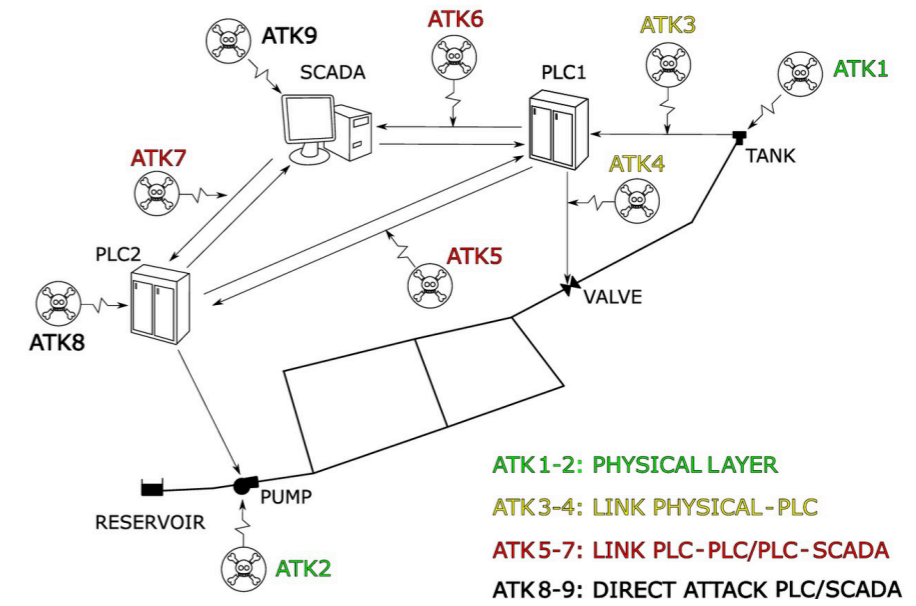 ATK6
ATK3
ATK9
SCADA
PLC1
ATK1
TANK
ATK7
ATK4
PLC2
ATK5
VALVE
ATK8
PUMP
RESERVOIR
ATK2
ATK1-2: PHYSICAL LAYER
ATK3-4: LINK PHYSICAL-PLC
ATK5-7: LINK PLC-PLC/PLC-SCADA
ATK8-9: DIRECT ATTACK PLC/SCADA